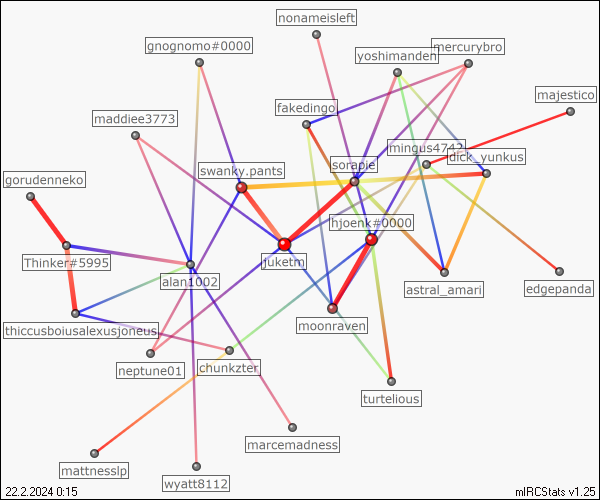 nonameisleft
gnognomo#0000
mercurybro
yoshimanden
majestico
fakedingo
maddiee3773
mingus4742
dick_yunkus
sorapie
swanky.pants
gorudenneko
hjoenk#0000
Thinker#5995
juketm
alan1002
astral_amari
edgepanda
thiccusboiusalexusjoneus
moonraven
neptune01
chunkzter
turtelious
marcemadness
mattnesslp
wyatt8112
22.2.2024 0:15
mIRCStats v1.25